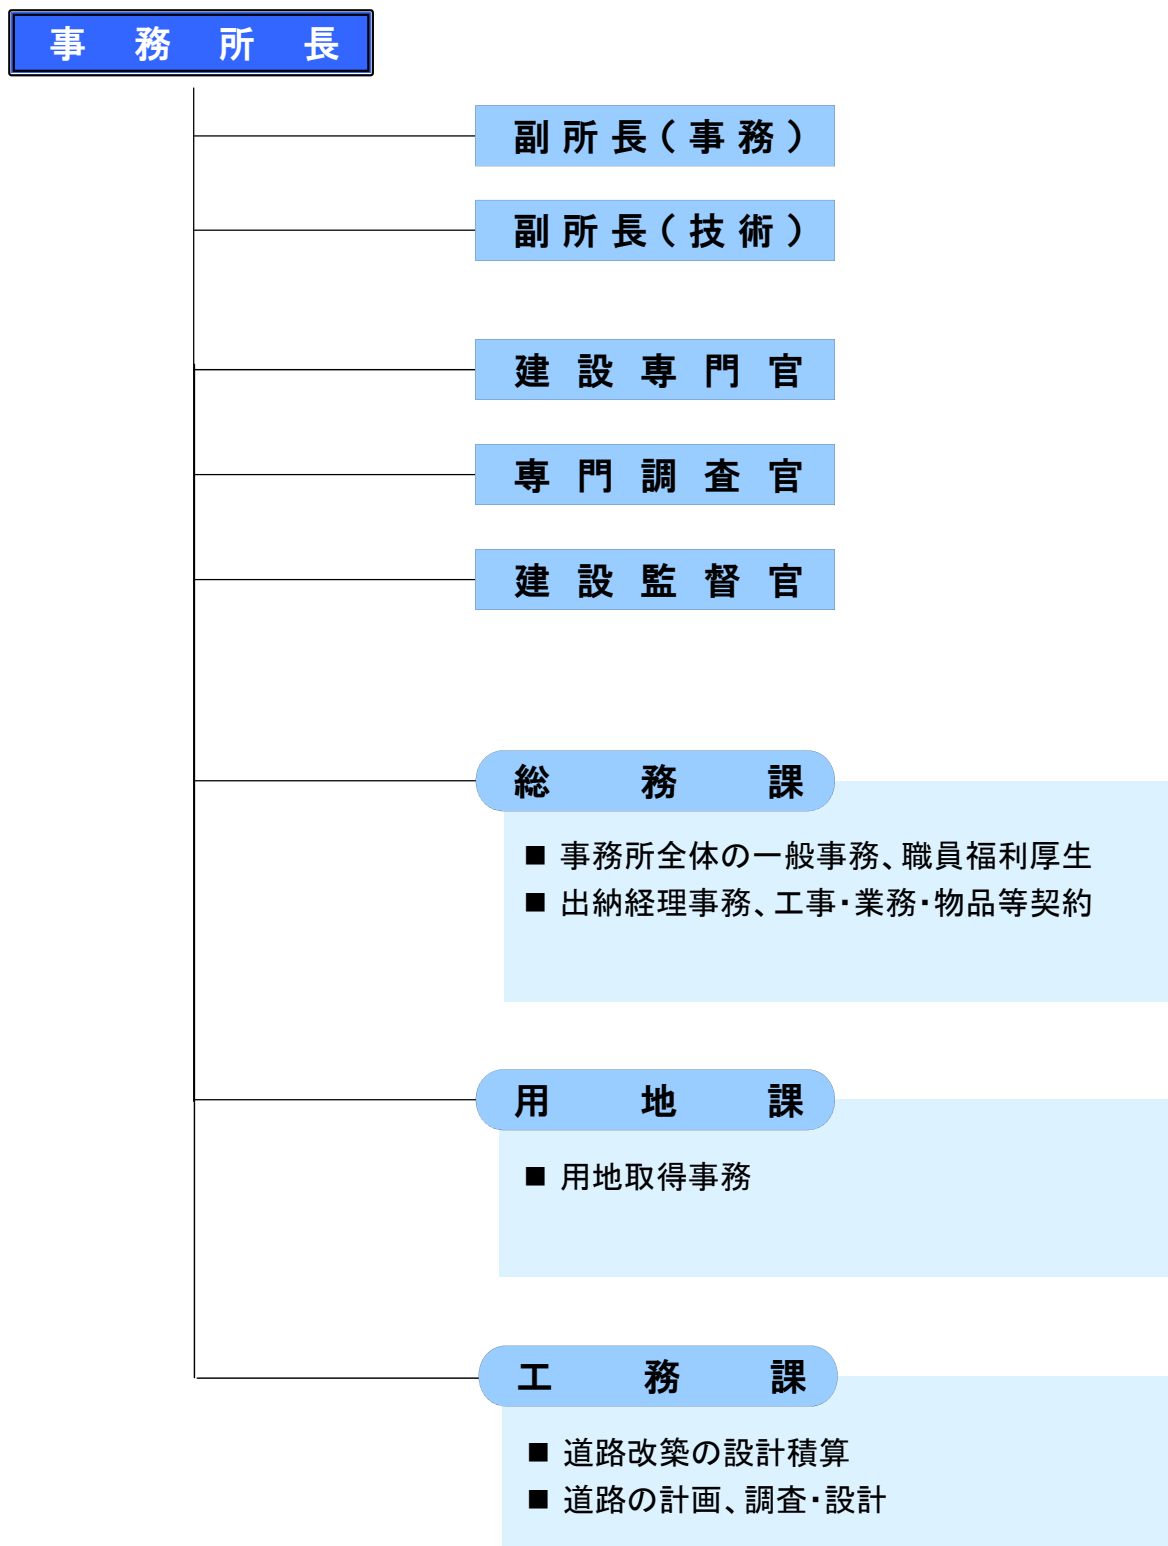 事務所長
副所長（事務）
副所長（技術）
建設専門官
専門調査官
建設監督官
総務課
■ 事務所全体の一般事務、職員福利厚生
■ 出納経理事務、工事・業務・物品等契約
用地課
■ 用地取得事務
工務課
■ 道路改築の設計積算
■ 道路の計画、調査・設計